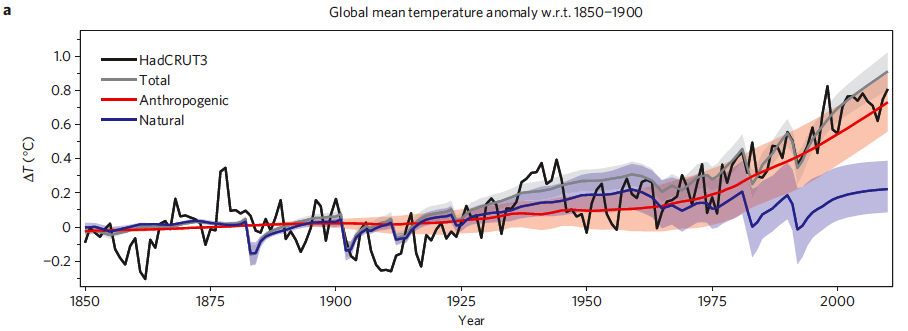 a
Global mean temperature anomaly w.r.t. 1850–1900
1.0
0.8
0.6
0.4
0.2
0
−0.2
ΔT (°C)
HadCRUT3
Total
Anthropogenic
Natural
1850 1875 1900 1925 1950 1975 2000
Year